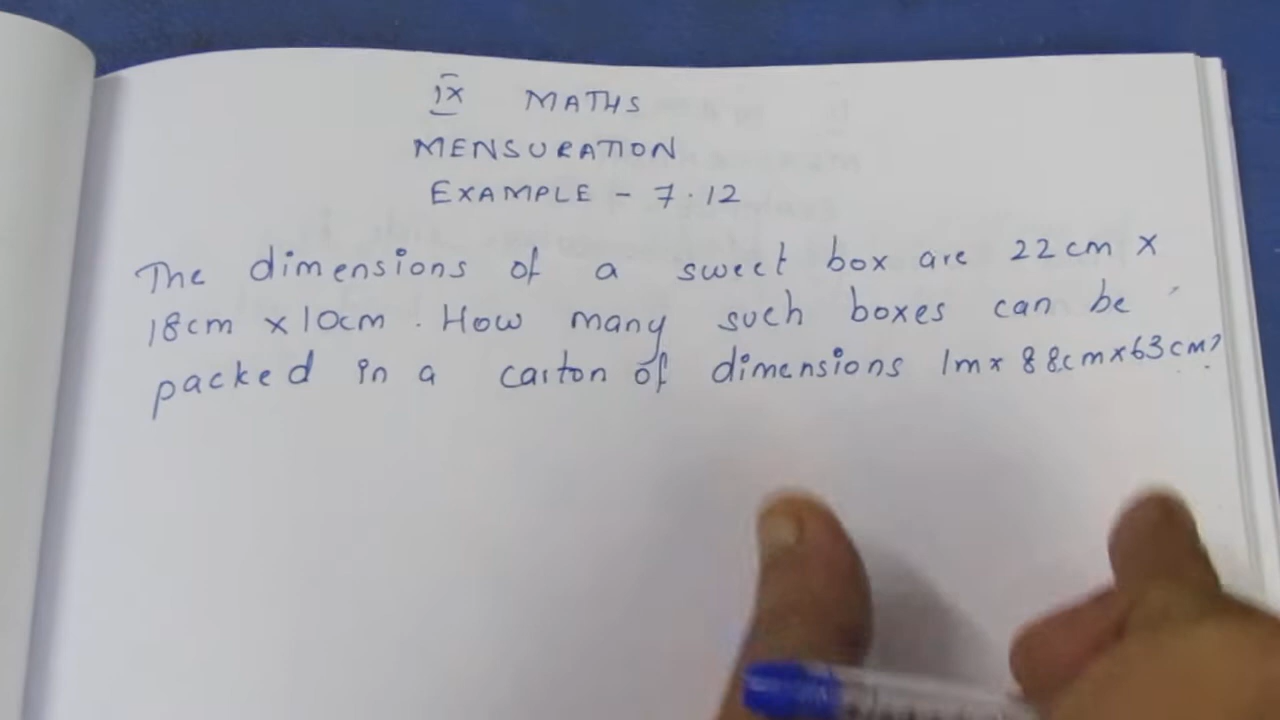 IX MATHS
MENSURATION
EXAMPLE - 7.12
The dimensions of a sweet box are 22cm x
18cm x 10cm. How many such boxes can be
packed in a carton of dimensions 1m x 88cm x 63cm?